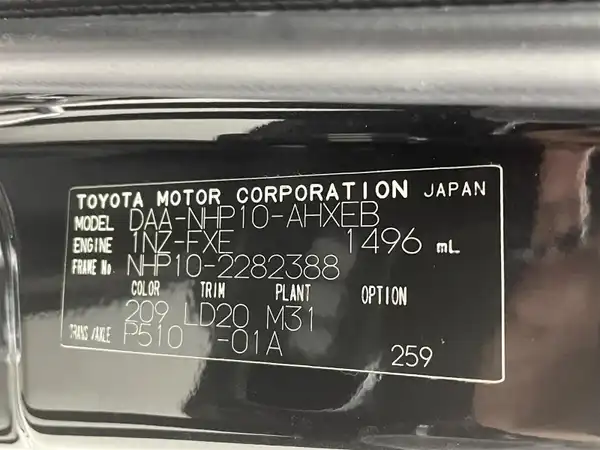 TOYOTA MOTOR CORPORATION JAPAN
MODEL DAA-NHP10-AHXEB
ENGINE 1NZ-FXE 1496 mL
FRAME No. NHP10-2282388
COLOR TRIM PLANT OPTION
209 LD20 M31
TRANS/AXLE P510 -01A
259